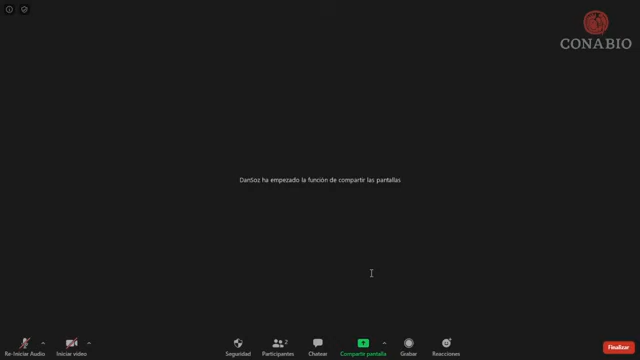 CONABIO
DanSoz ha empezado la función de compartir las pantallas
2
Re-Iniciar Audio
Iniciar video
Seguridad
Participantes
Chatear
Compartir pantalla
Grabar
Reacciones
Finalizar